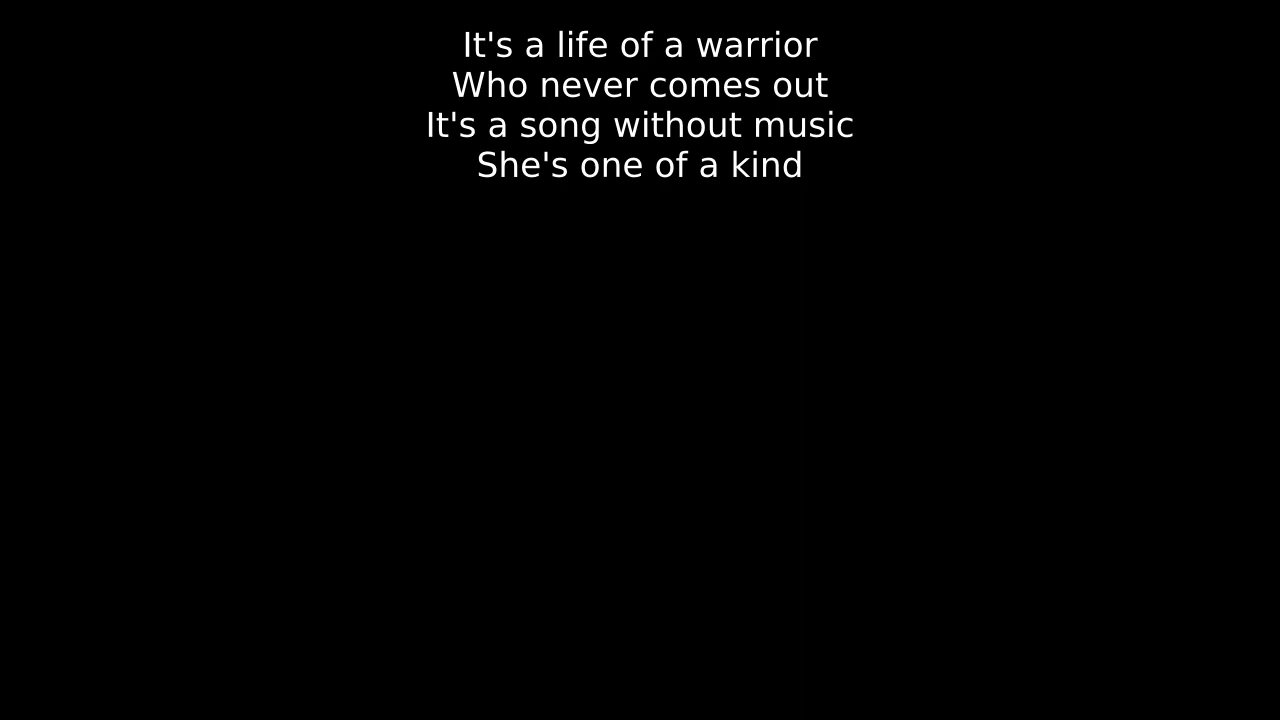 It's a life of a warrior
Who never comes out
It's a song without music
She's one of a kind